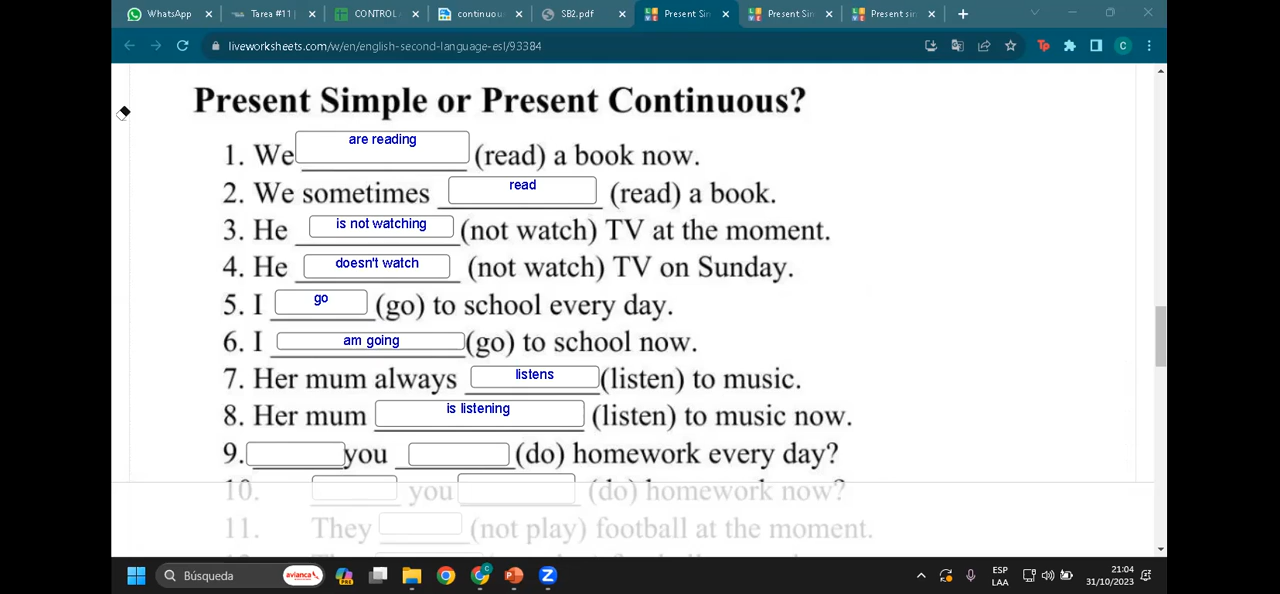 WhatsApp Tarea #11 | CONTROL A continuou SB2.pdf Present Sin Present Sin Present sin
liveworksheets.com/w/en/english-second-language-esl/93384
Present Simple or Present Continuous?
1. We are reading (read) a book now.
2. We sometimes read (read) a book.
3. He is not watching (not watch) TV at the moment.
4. He doesn't watch (not watch) TV on Sunday.
5. I go (go) to school every day.
6. I am going (go) to school now.
7. Her mum always listens (listen) to music.
8. Her mum is listening (listen) to music now.
9. you (do) homework every day?
10. you (do) homework now?
11. They (not play) football at the moment.
Búsqueda avianca ESP 21:04
LAA 31/10/2023